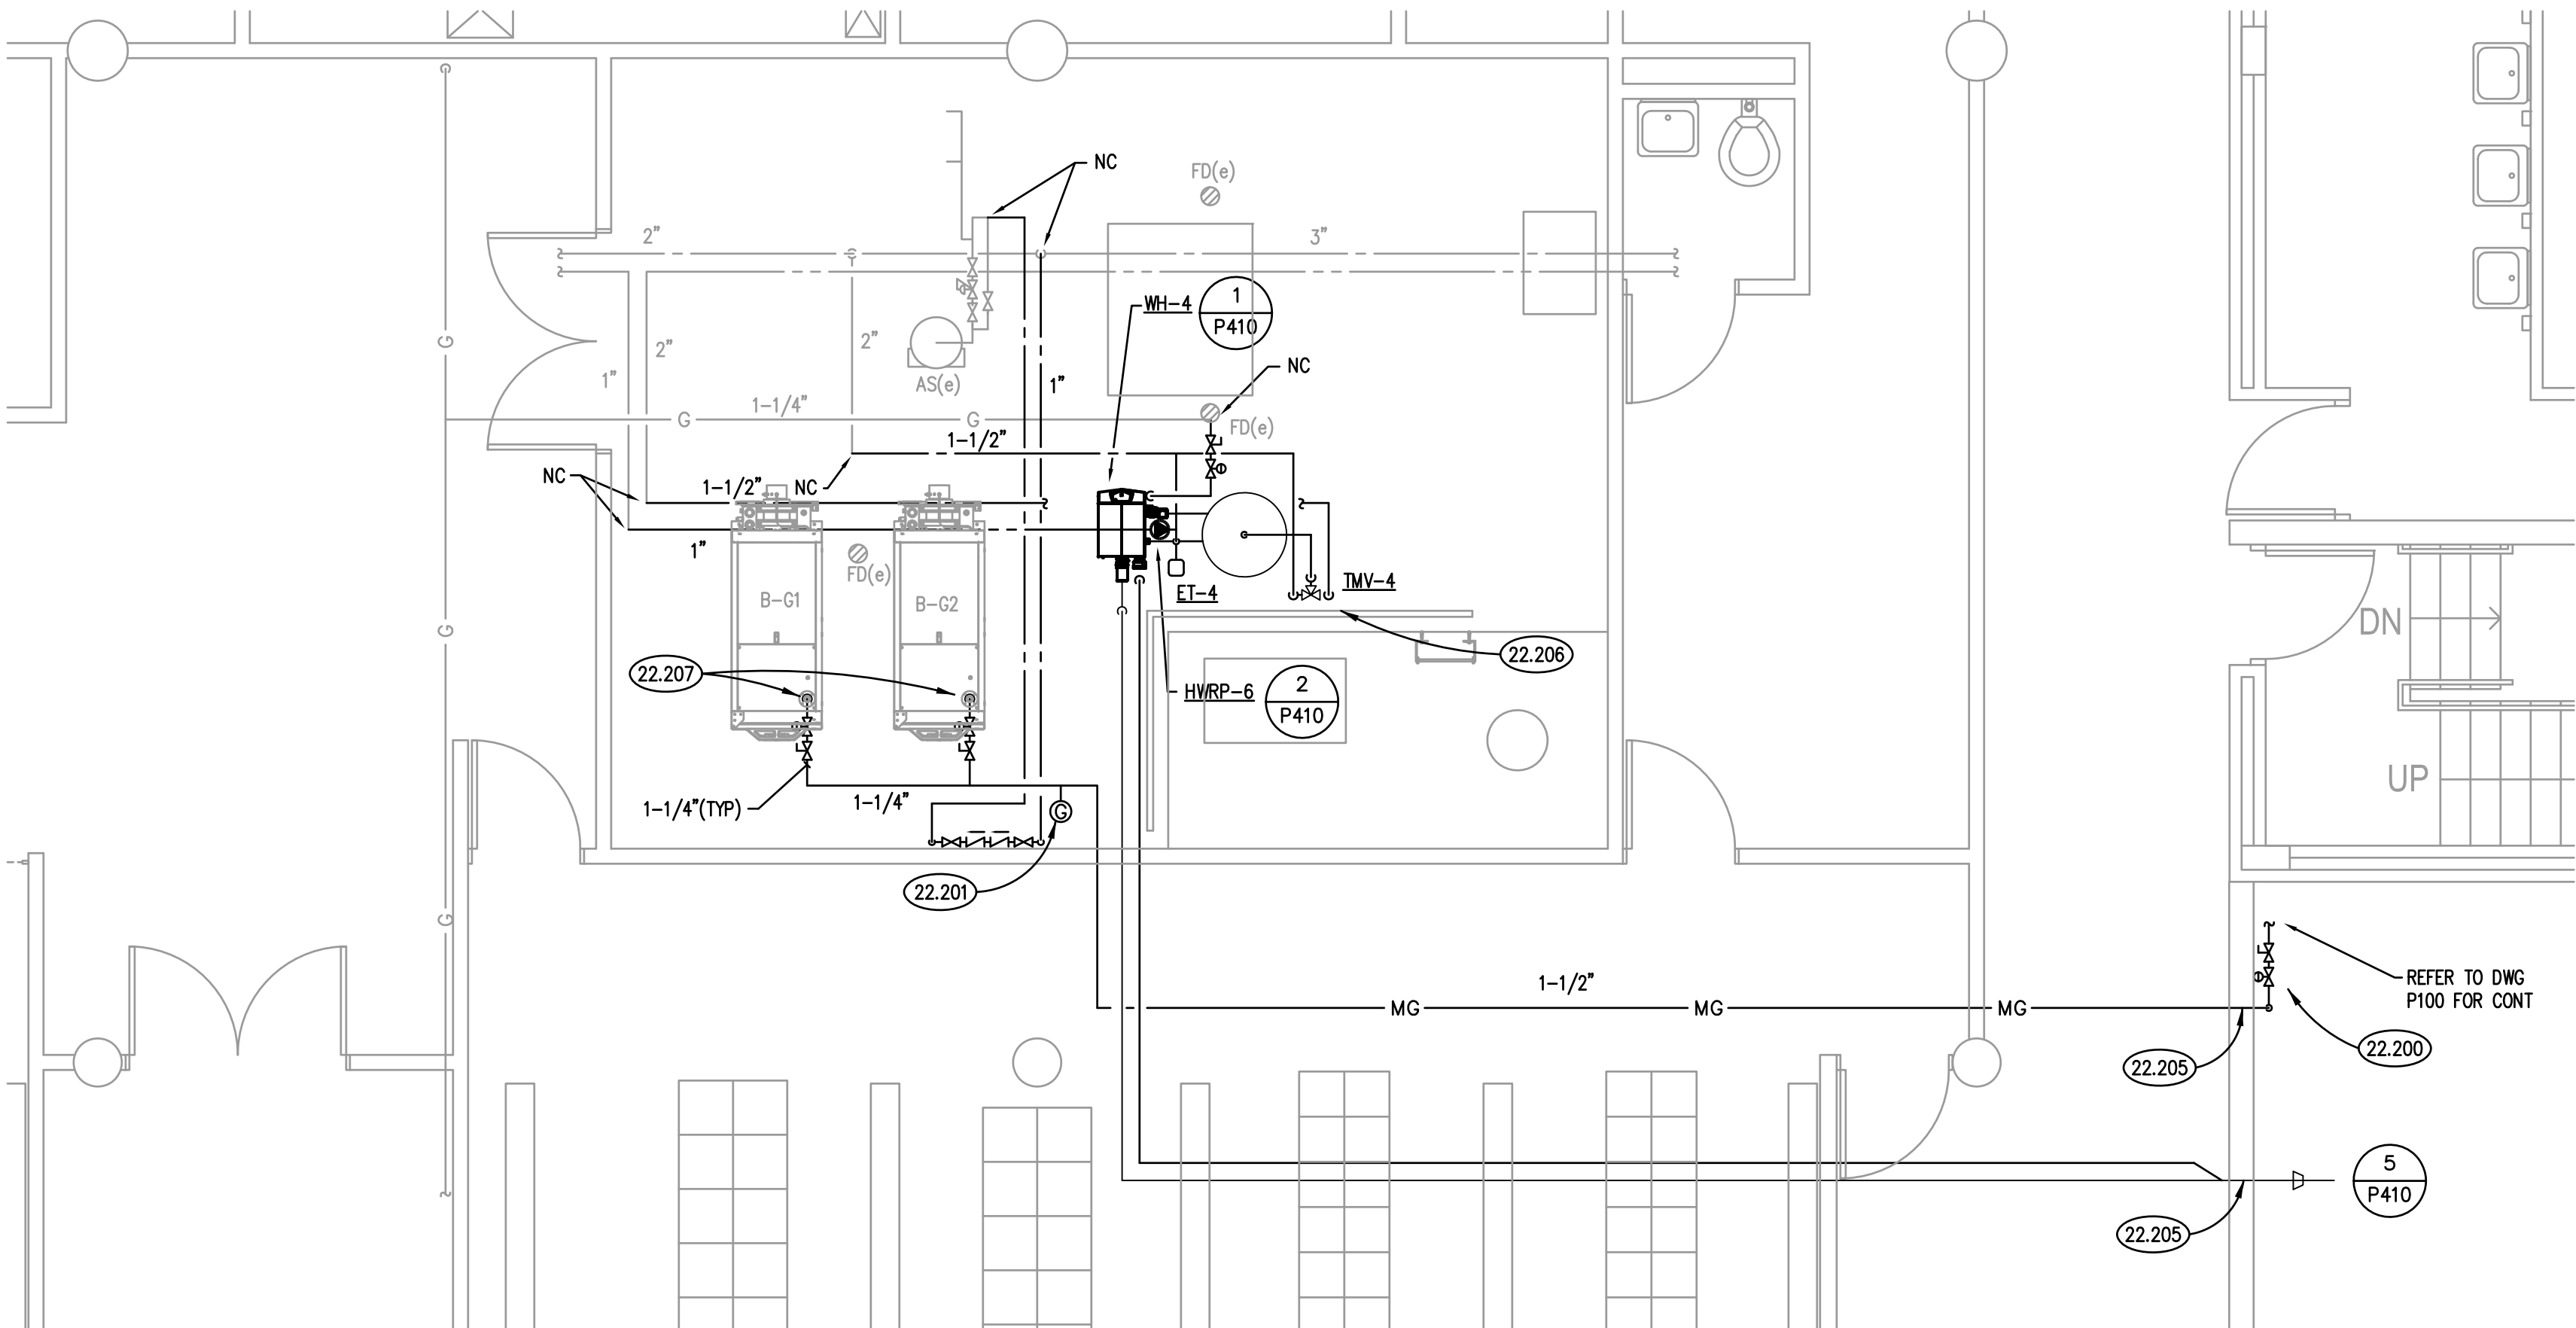 NC
FD(e)
2"
3"
WH-4
1
P410
G
2"
2"
1"
AS(e)
1"
NC
1-1/4"
G
G
FD(e)
1-1/2"
NC
1-1/2"
NC
1"
FD(e)
B-G1
B-G2
ET-4
TMV-4
G
DN
22.207
22.206
HWRP-6
2
P410
UP
1-1/4"(TYP)
1-1/4"
G
22.201
G
1-1/2"
MG
MG
MG
REFER TO DWG
P100 FOR CONT
22.200
22.205
5
P410
22.205